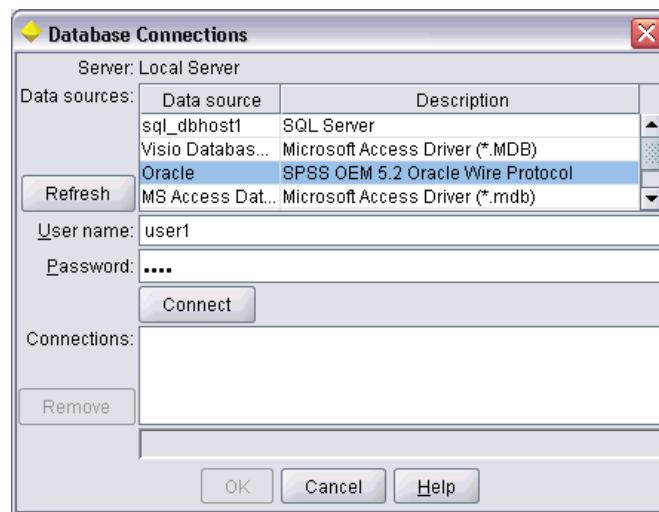 Database Connections
Server: Local Server
Data sources:
Data source Description
sql_dbhost1 SQL Server
Visio Databas... Microsoft Access Driver (*.MDB)
Oracle SPSS OEM 5.2 Oracle Wire Protocol
MS Access Dat... Microsoft Access Driver (*.mdb)
Refresh
User name: user1
Password: ••••
Connect
Connections:
Remove
OK Cancel Help